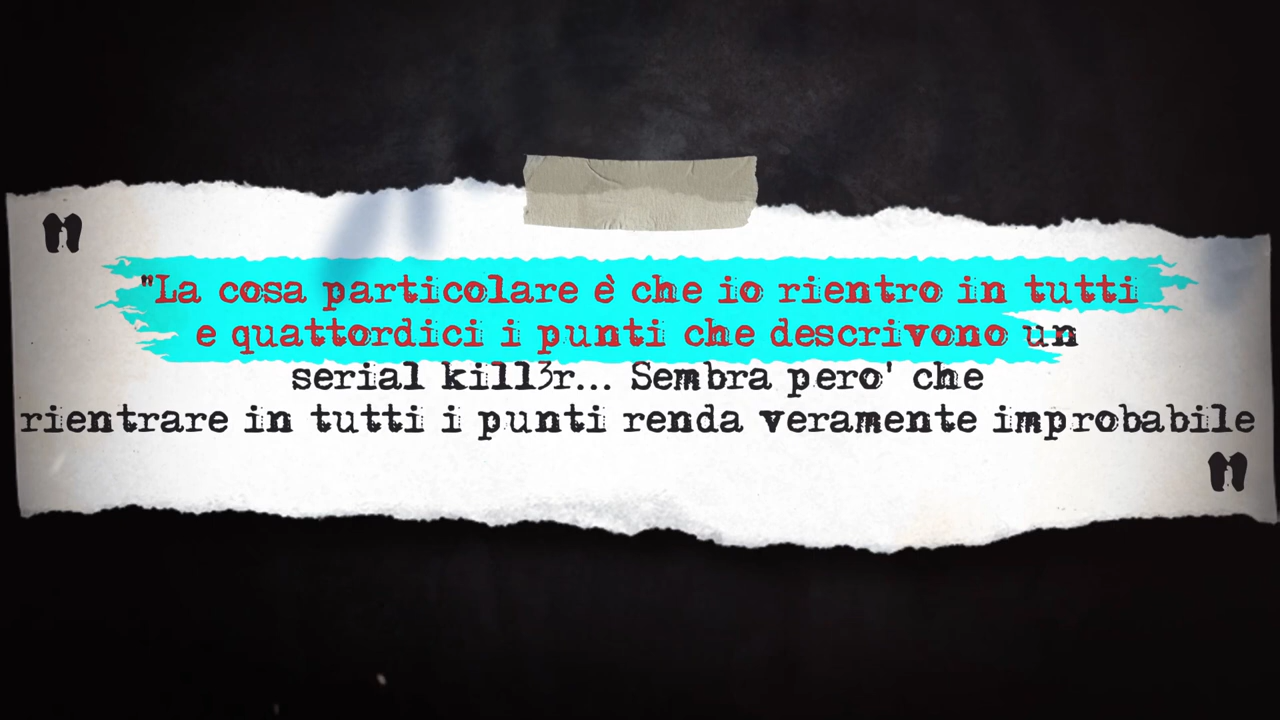 "
"La cosa particolare è che io rientro in tutti
e quattordici i punti che descrivono un
serial kill3r... Sembra pero' che
rientrare in tutti i punti renda veramente improbabile
"